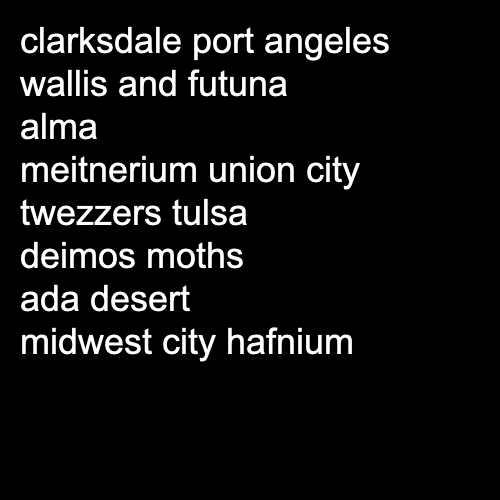 clarksdale port angeles
wallis and futuna
alma
meitnerium union city
twezzers tulsa
deimos moths
ada desert
midwest city hafnium